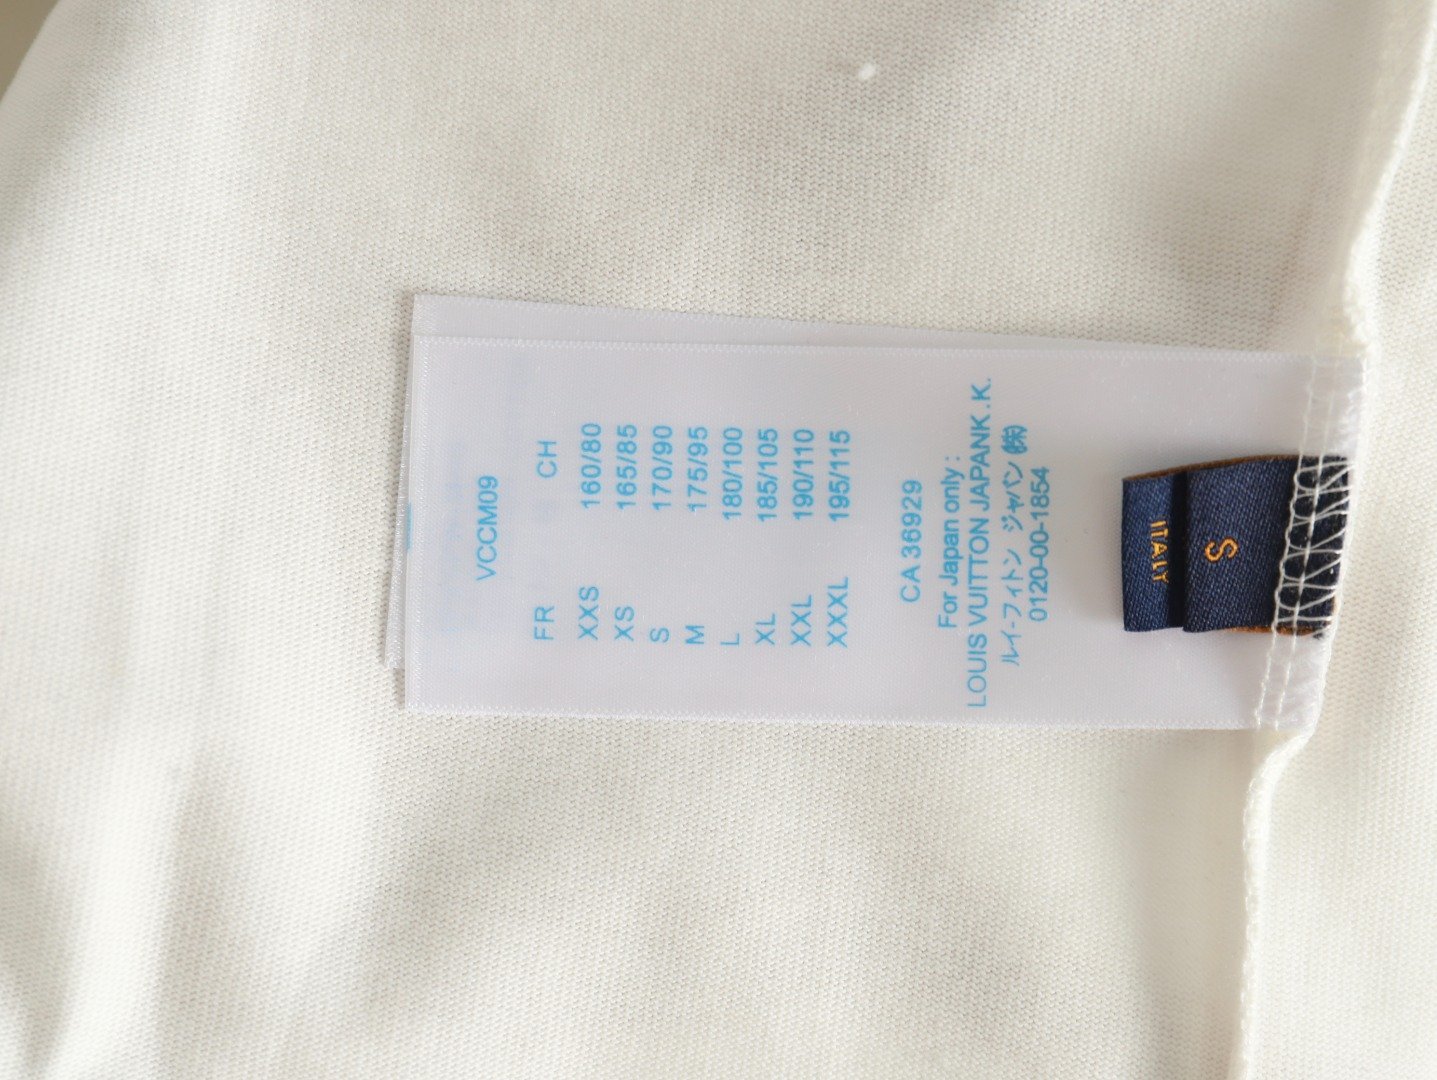 VCCM09
FR CH
XXS 160/80
XS 165/85
S 170/90
M 175/95
L 180/100
XL 185/105
XXL 190/110
XXXL 195/115
CA 36929
For Japan only :
LOUIS VUITTON JAPANK .K.
ルイ-フィトン ジャパン ㈱
0120-00-1854
ITALY
S